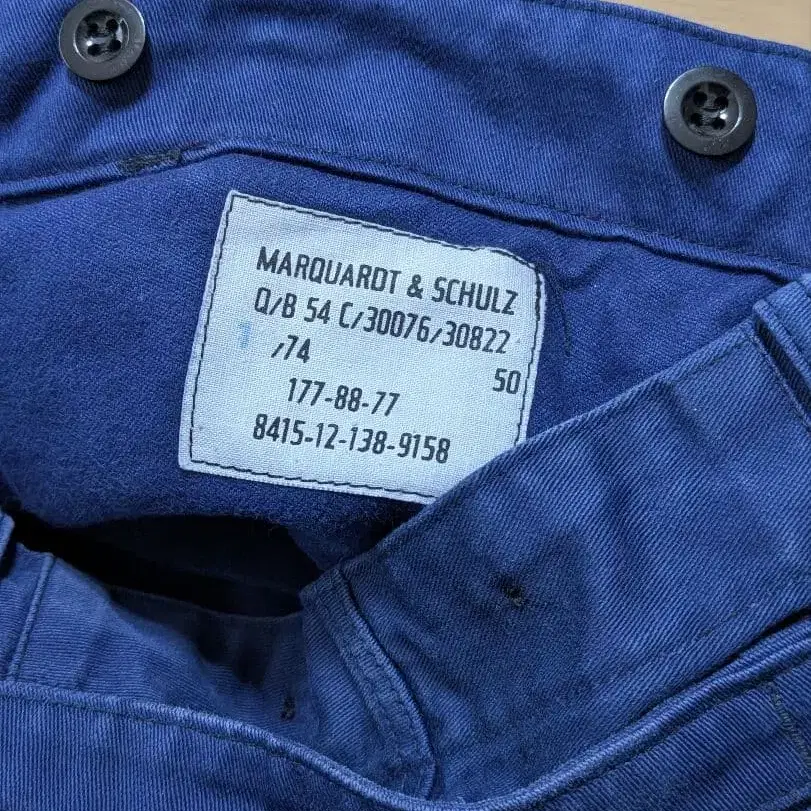 MARQUARDT & SCHULZ
Q/B 54 C/30076/30822
/74
50
177-88-77
8415-12-138-9158